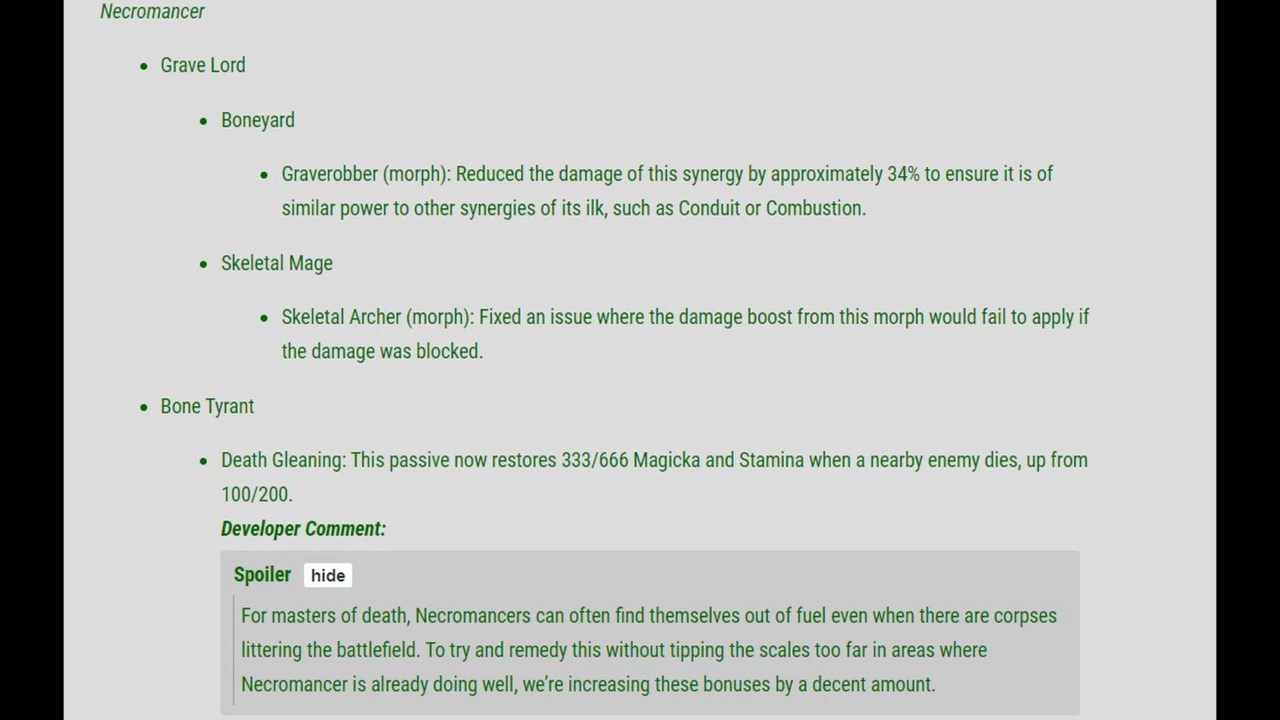 Necromancer
Grave Lord
Boneyard
Graverobber (morph): Reduced the damage of this synergy by approximately 34% to ensure it is of
similar power to other synergies of its ilk, such as Conduit or Combustion.
Skeletal Mage
Skeletal Archer (morph): Fixed an issue where the damage boost from this morph would fail to apply if
the damage was blocked.
Bone Tyrant
Death Gleaning: This passive now restores 333/666 Magicka and Stamina when a nearby enemy dies, up from
100/200.
Developer Comment:
Spoiler hide
For masters of death, Necromancers can often find themselves out of fuel even when there are corpses
littering the battlefield. To try and remedy this without tipping the scales too far in areas where
Necromancer is already doing well, we’re increasing these bonuses by a decent amount.